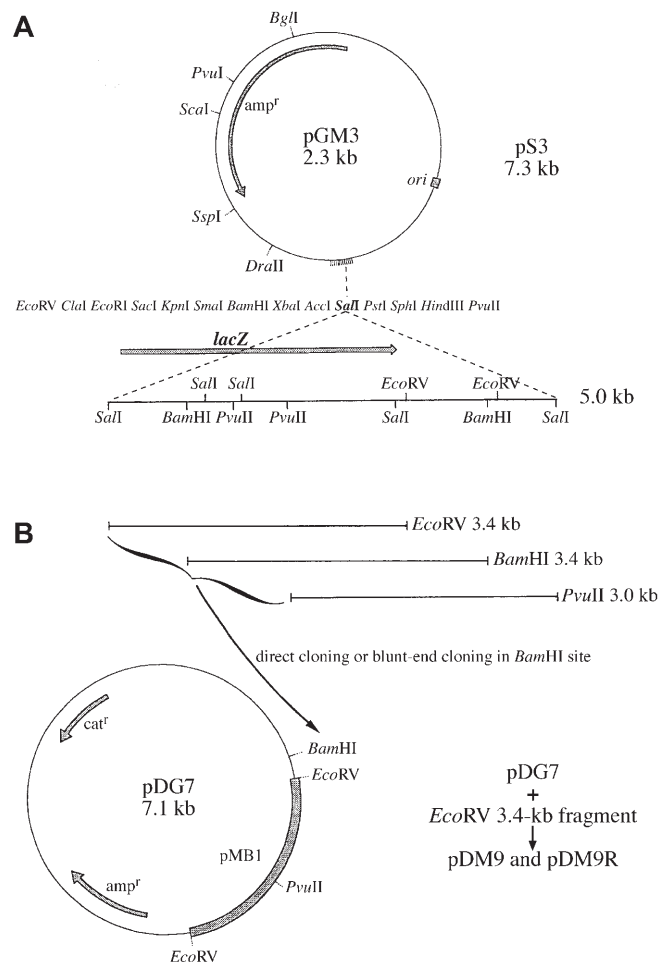 A
BglI
PvuI
ScaI
ampr
pGM3
2.3 kb
pS3
7.3 kb
ori
SspI
DraII
EcoRV ClaI EcoRI SacI KpnI SmaI BamHI XbaI AccI SalI PstI SphI HindIII PvuII
lacZ
SalI SalI EcoRV EcoRV
5.0 kb
SalI BamHI PvuII PvuII SalI BamHI SalI
B
EcoRV 3.4 kb
BamHI 3.4 kb
PvuII 3.0 kb
direct cloning or blunt-end cloning in BamHI site
catr
BamHI
EcoRV
pDG7
7.1 kb
pMB1
PvuII
ampr
EcoRV
pDG7
+
EcoRV 3.4-kb fragment
pDM9 and pDM9R